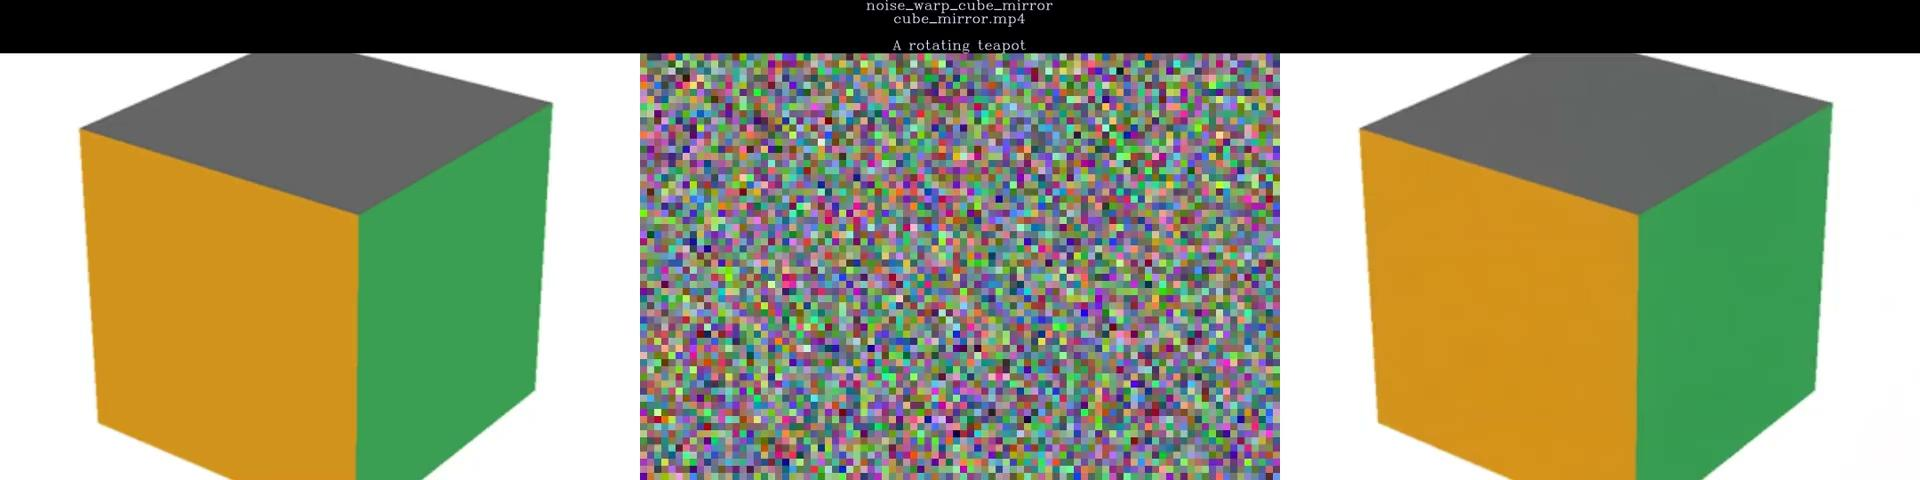 noise_warp_cube_mirror
cube_mirror.mp4
A rotating teapot